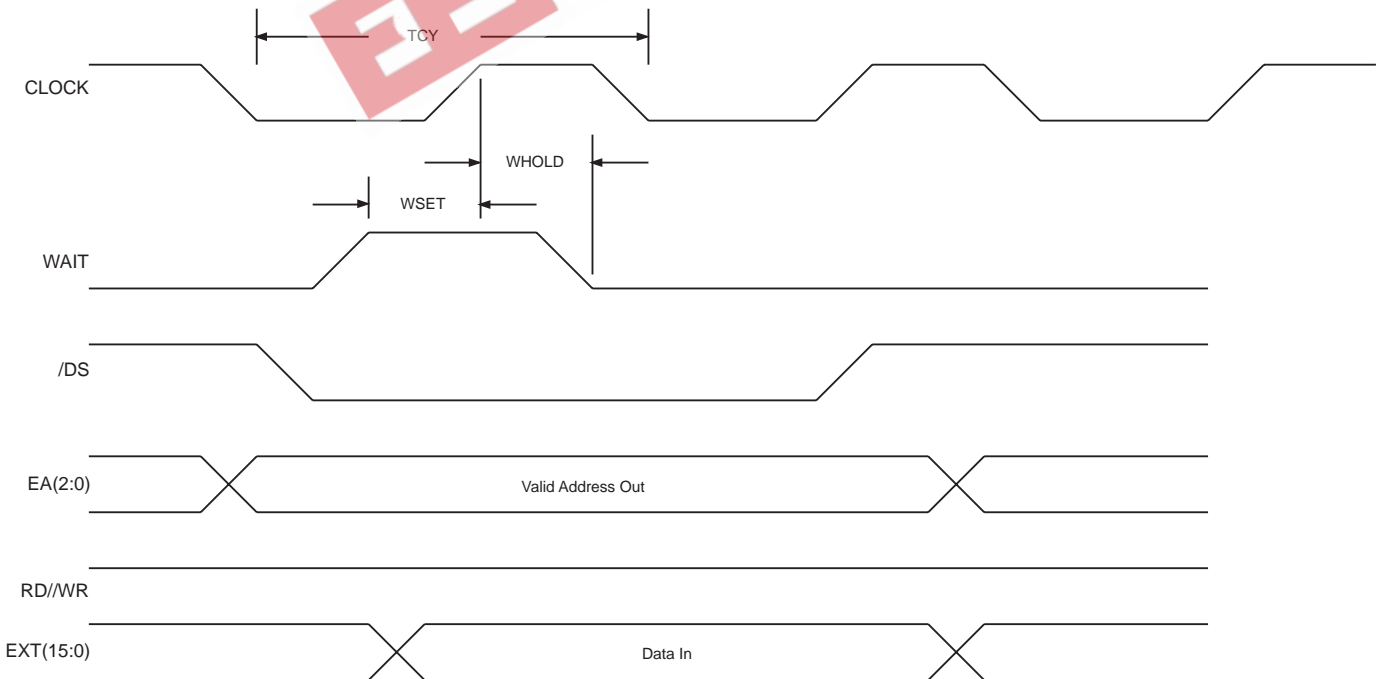 TCY
CLOCK
WHOLD
WSET
WAIT
/DS
EA(2:0)
Valid Address Out
RD//WR
EXT(15:0)
Data In